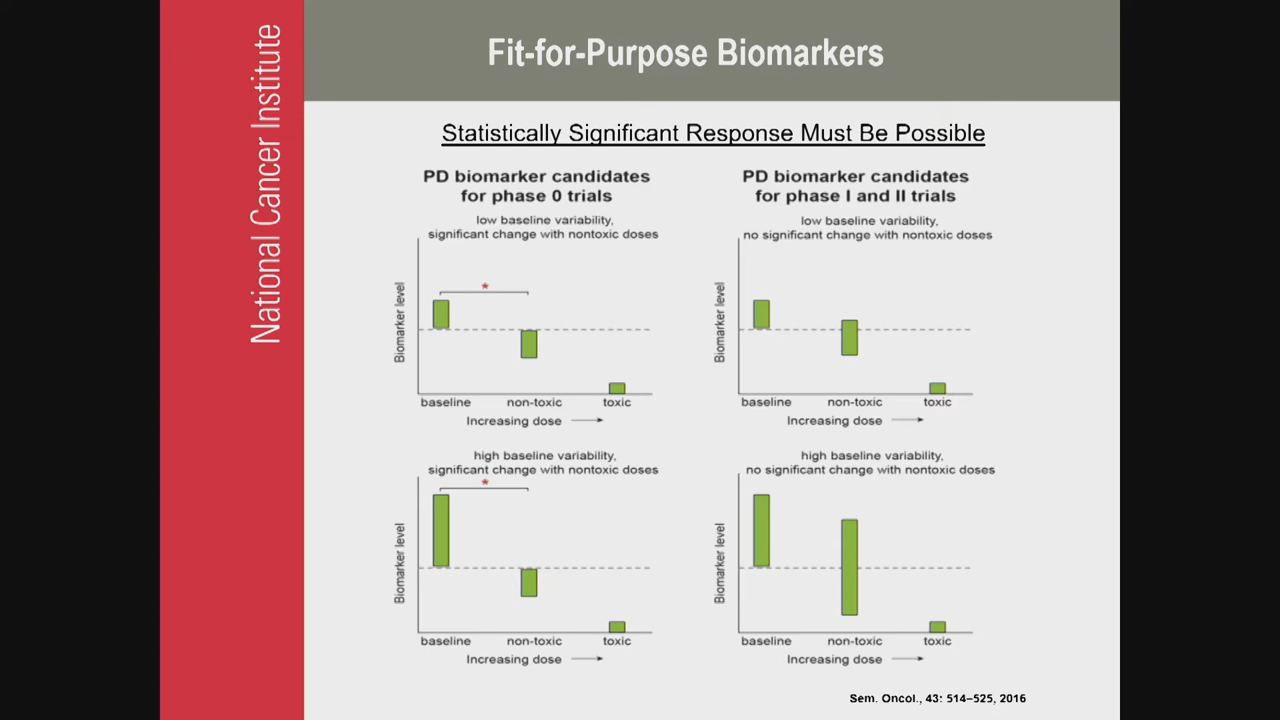 National Cancer Institute
Fit-for-Purpose Biomarkers
Statistically Significant Response Must Be Possible
PD biomarker candidates
for phase 0 trials
low baseline variability,
significant change with nontoxic doses
*
Biomarker level
baseline
non-toxic
toxic
Increasing dose
PD biomarker candidates
for phase I and II trials
low baseline variability,
no significant change with nontoxic doses
Biomarker level
baseline
non-toxic
toxic
Increasing dose
high baseline variability,
significant change with nontoxic doses
*
Biomarker level
baseline
non-toxic
toxic
Increasing dose
high baseline variability,
no significant change with nontoxic doses
Biomarker level
baseline
non-toxic
toxic
Increasing dose
Sem. Oncol., 43: 514–525, 2016